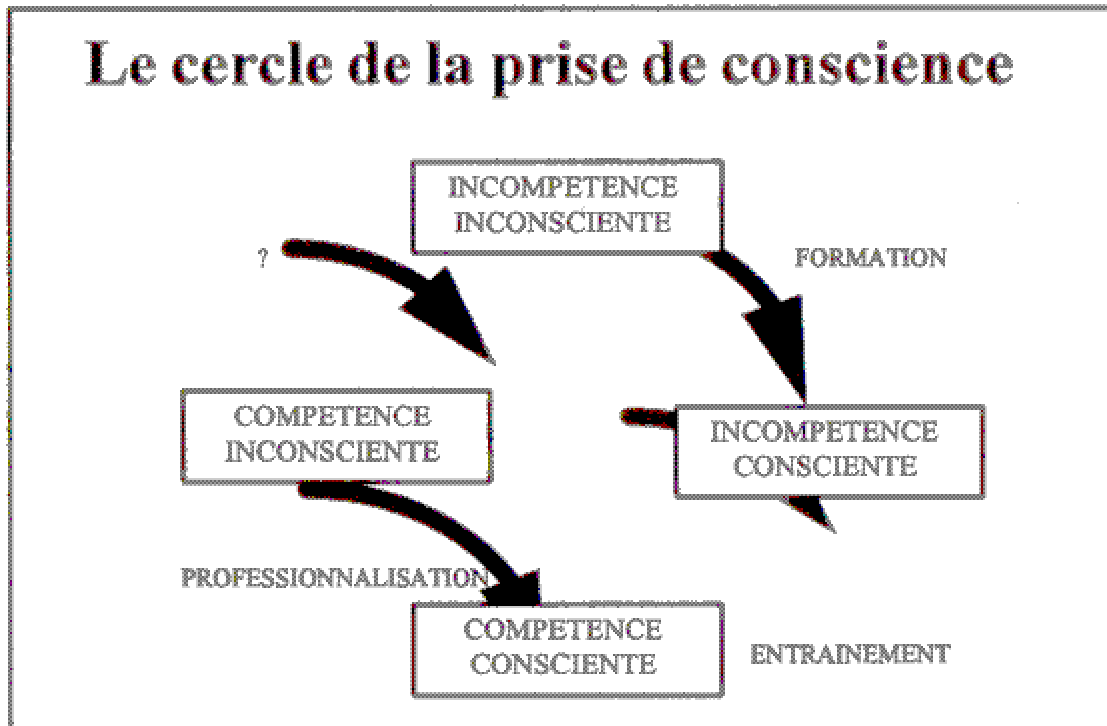 Le cercle de la prise de conscience
INCOMPETENCE
INCONSCIENTE
?
FORMATION
COMPETENCE
INCONSCIENTE
INCOMPETENCE
CONSCIENTE
PROFESSIONNALISATION
COMPETENCE
CONSCIENTE
ENTRAINEMENT